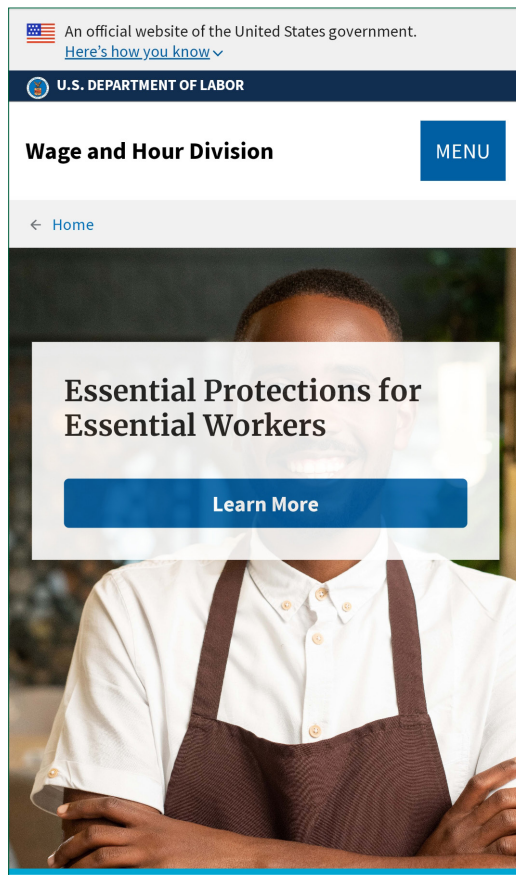 An official website of the United States government.
Here's how you know
U.S. DEPARTMENT OF LABOR
Wage and Hour Division
MENU
Home
Essential Protections for
Essential Workers
Learn More